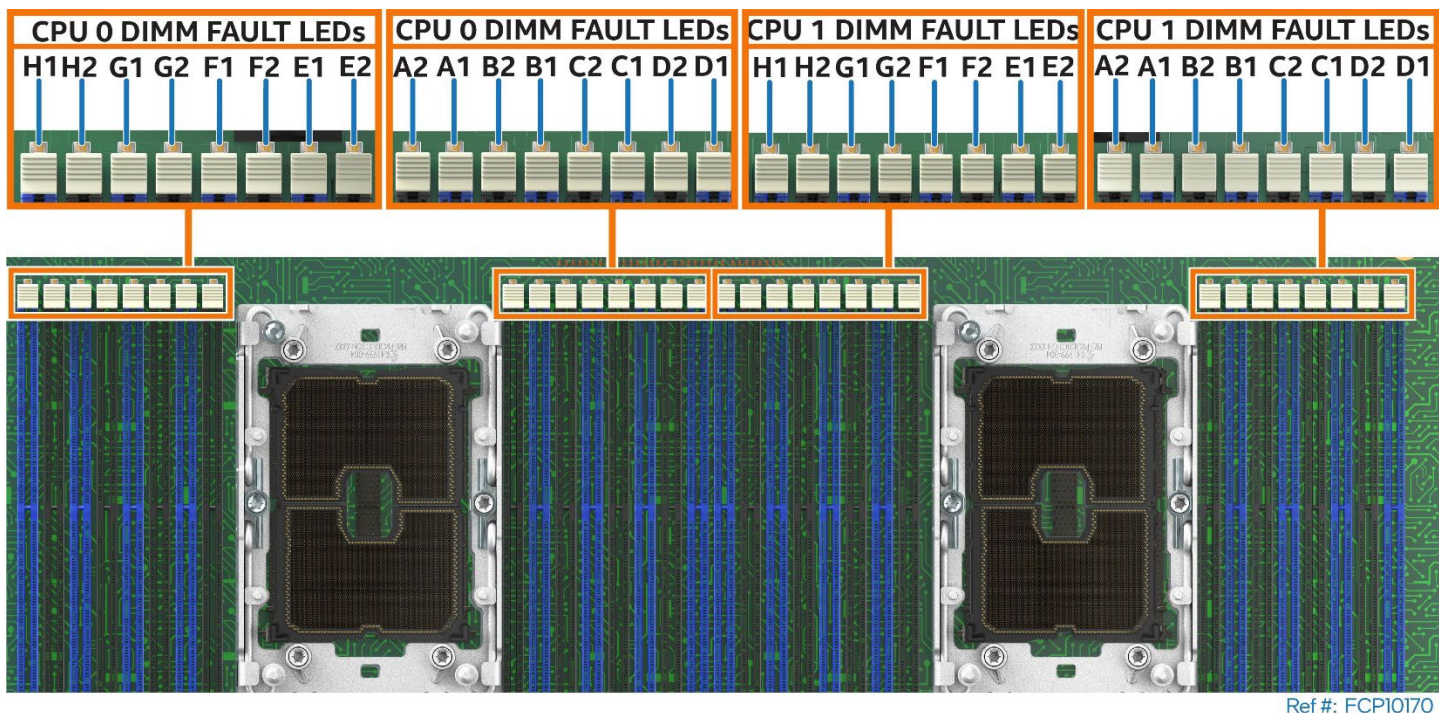 CPU 0 DIMM FAULT LEDs
H1 H2 G1 G2 F1 F2 E1 E2
CPU 0 DIMM FAULT LEDs
A2 A1 B2 B1 C2 C1 D2 D1
CPU 1 DIMM FAULT LEDs
H1 H2 G1 G2 F1 F2 E1 E2
CPU 1 DIMM FAULT LEDs
A2 A1 B2 B1 C2 C1 D2 D1
Ref #: FCP10170